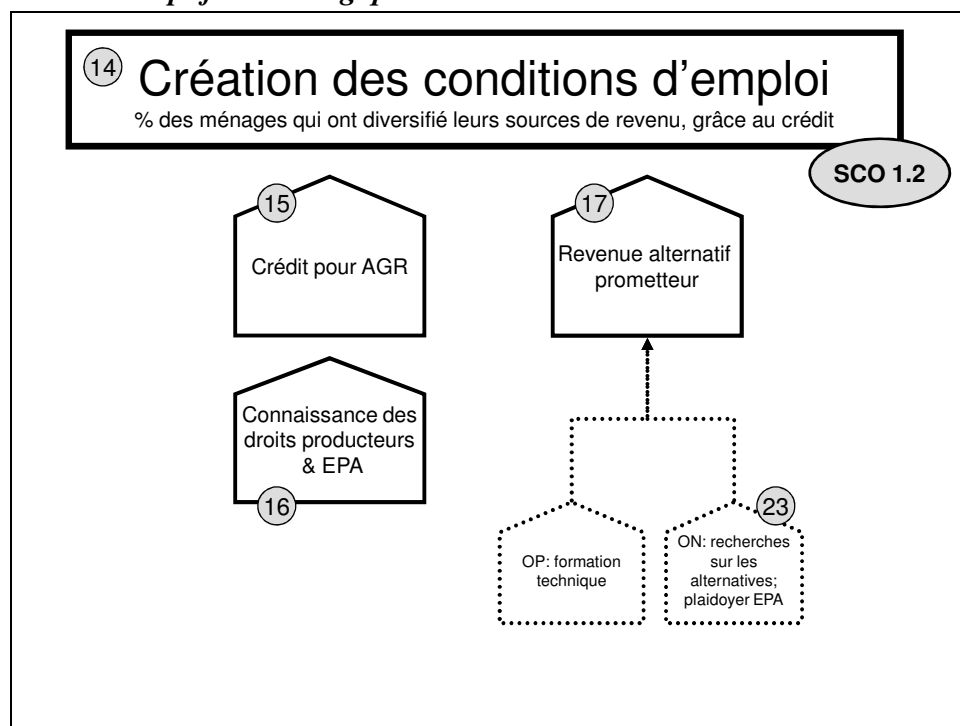 14
Création des conditions d’emploi
% des ménages qui ont diversifié leurs sources de revenu, grâce au crédit
SCO 1.2
15
Crédit pour AGR
17
Revenue alternatif
prometteur
Connaissance des
droits producteurs
& EPA
16
OP: formation
technique
23
ON: recherches
sur les
alternatives;
plaidoyer EPA